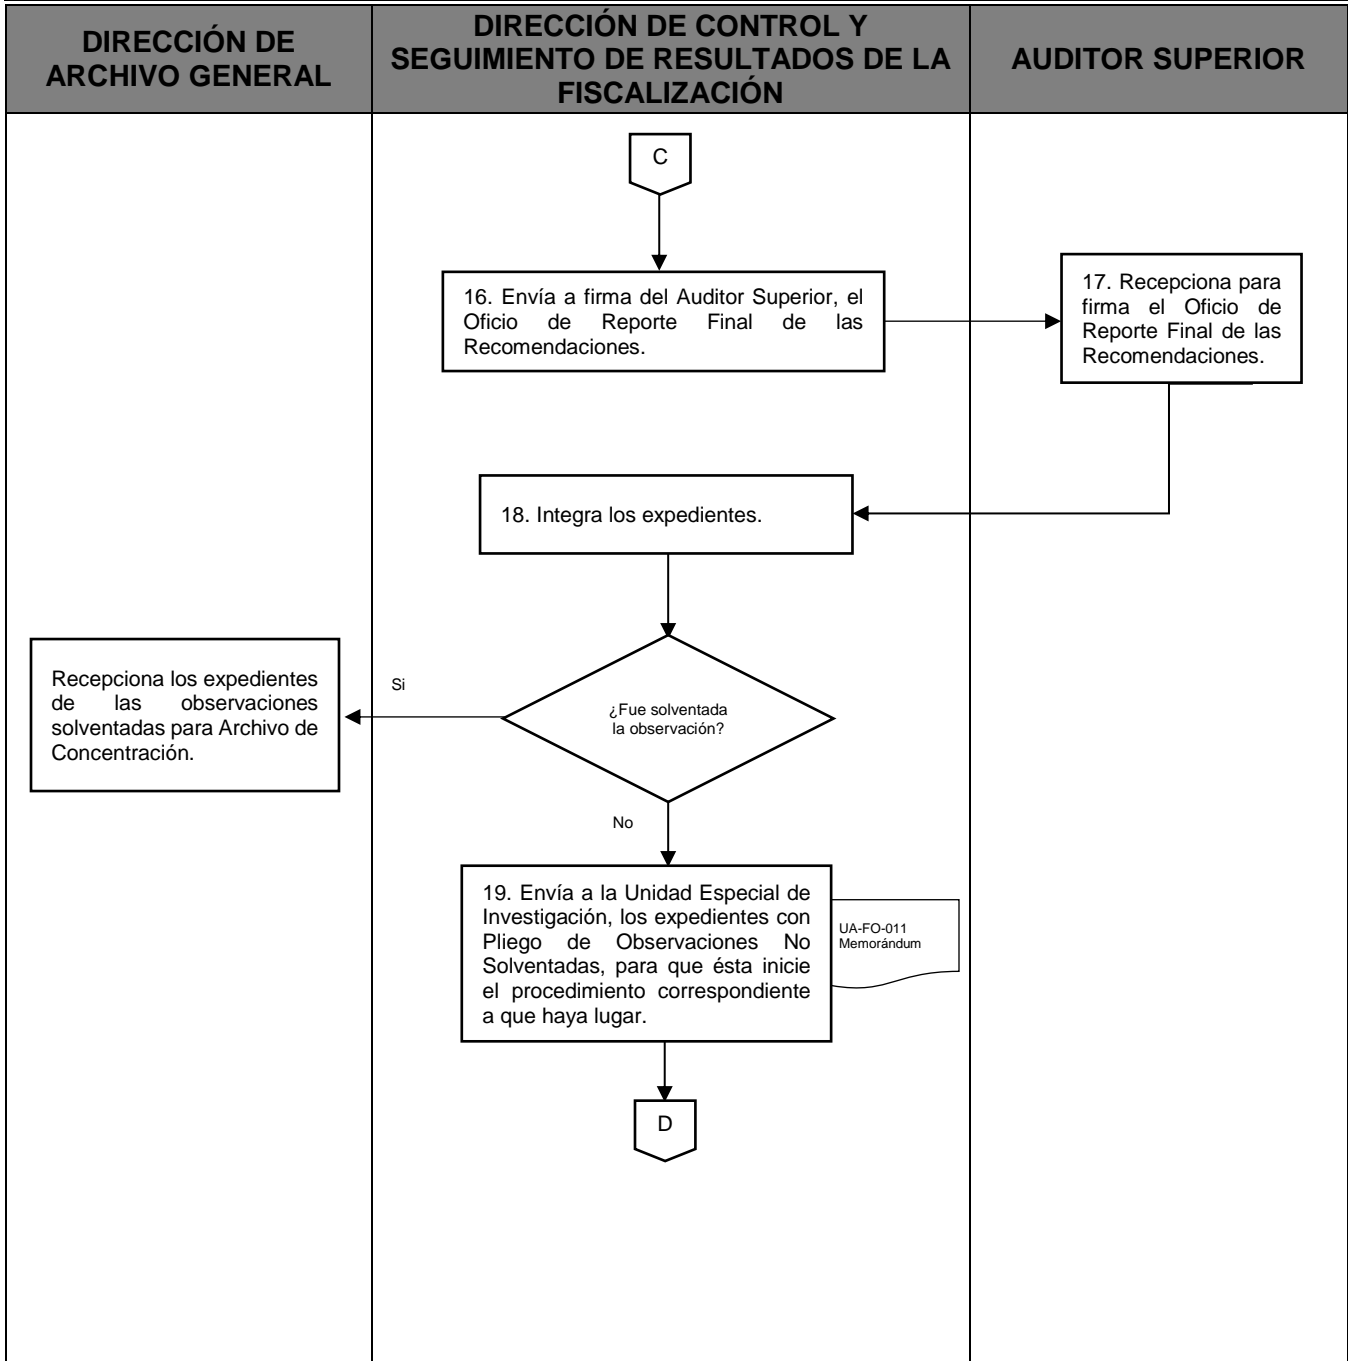 DIRECCIÓN DE
ARCHIVO GENERAL
DIRECCIÓN DE CONTROL Y
SEGUIMIENTO DE RESULTADOS DE LA
FISCALIZACIÓN
AUDITOR SUPERIOR
C
16. Envía a firma del Auditor Superior, el
Oficio de Reporte Final de las
Recomendaciones.
17. Recepciona para
firma el Oficio de
Reporte Final de las
Recomendaciones.
18. Integra los expedientes.
Recepciona los expedientes
de las observaciones
solventadas para Archivo de
Concentración.
Si
¿Fue solventada
la observación?
No
19. Envía a la Unidad Especial de
Investigación, los expedientes con
Pliego de Observaciones No
Solventadas, para que ésta inicie
el procedimiento correspondiente
a que haya lugar.
UA-FO-011
Memorándum
D